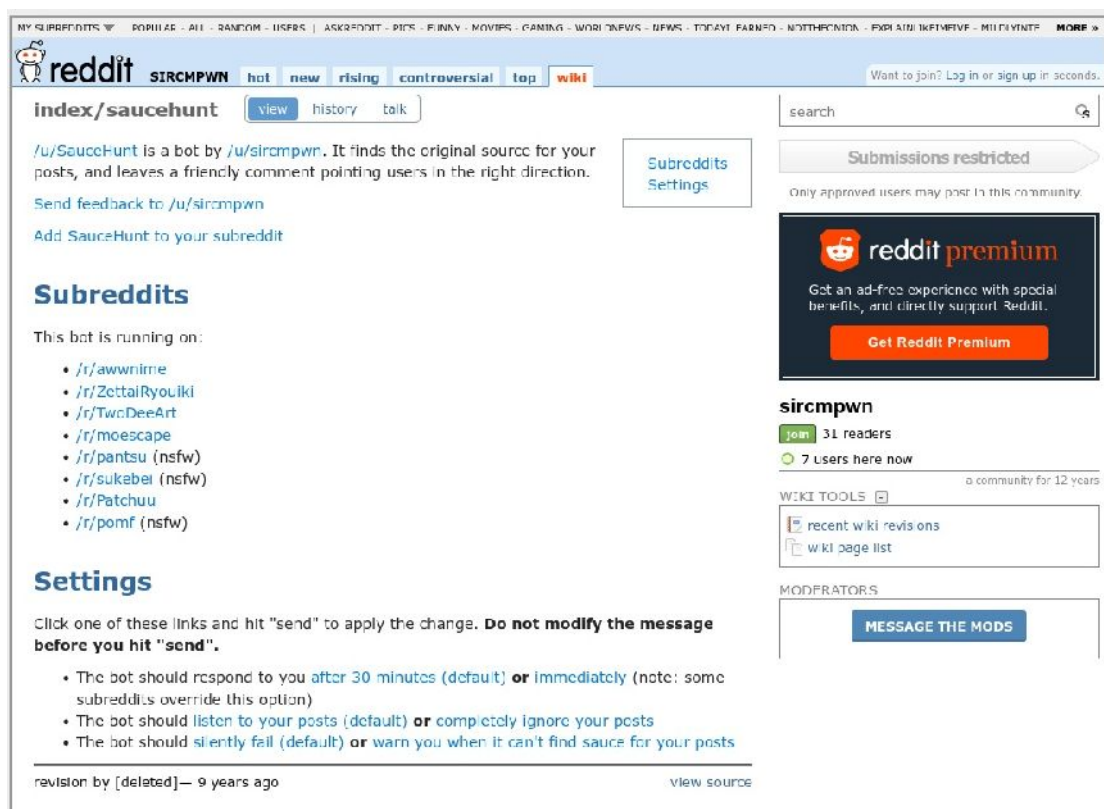 MY SUBREDDITS POPULAR - ALL - RANDOM - USERS | ASKREDDIT - PICS - FUNNY - MOVIES - GAMING - WORLDNEWS - NEWS - TODAYILEARNED - NOTTHEONION - EXPLAINLIKEIMFIVE - MILDLYINTE MORE »
reddit SIRCMPWN hot new rising controversial top wiki
Want to join? Log in or sign up in seconds.
index/saucehunt view history talk
/u/SauceHunt is a bot by /u/sircmpwn. It finds the original source for your
posts, and leaves a friendly comment pointing users in the right direction.
Send feedback to /u/sircmpwn
Add SauceHunt to your subreddit
Subreddits
Settings
Subreddits
This bot is running on:
• /r/awwnime
• /r/ZettaiRyouiki
• /r/TwoDeeArt
• /r/moescape
• /r/pantsu (nsfw)
• /r/sukebei (nsfw)
• /r/Patchuu
• /r/pomf (nsfw)
Settings
Click one of these links and hit "send" to apply the change. Do not modify the message
before you hit "send".
• The bot should respond to you after 30 minutes (default) or immediately (note: some
subreddits override this option)
• The bot should listen to your posts (default) or completely ignore your posts
• The bot should silently fail (default) or warn you when it can't find sauce for your posts
revision by [deleted]— 9 years ago
view source
search
Submissions restricted
Only approved users may post in this community.
reddit premium
Get an ad-free experience with special
benefits, and directly support Reddit.
Get Reddit Premium
sircmpwn
join 31 readers
7 users here now
a community for 12 years
WIKI TOOLS
recent wiki revisions
wiki page list
MODERATORS
MESSAGE THE MODS